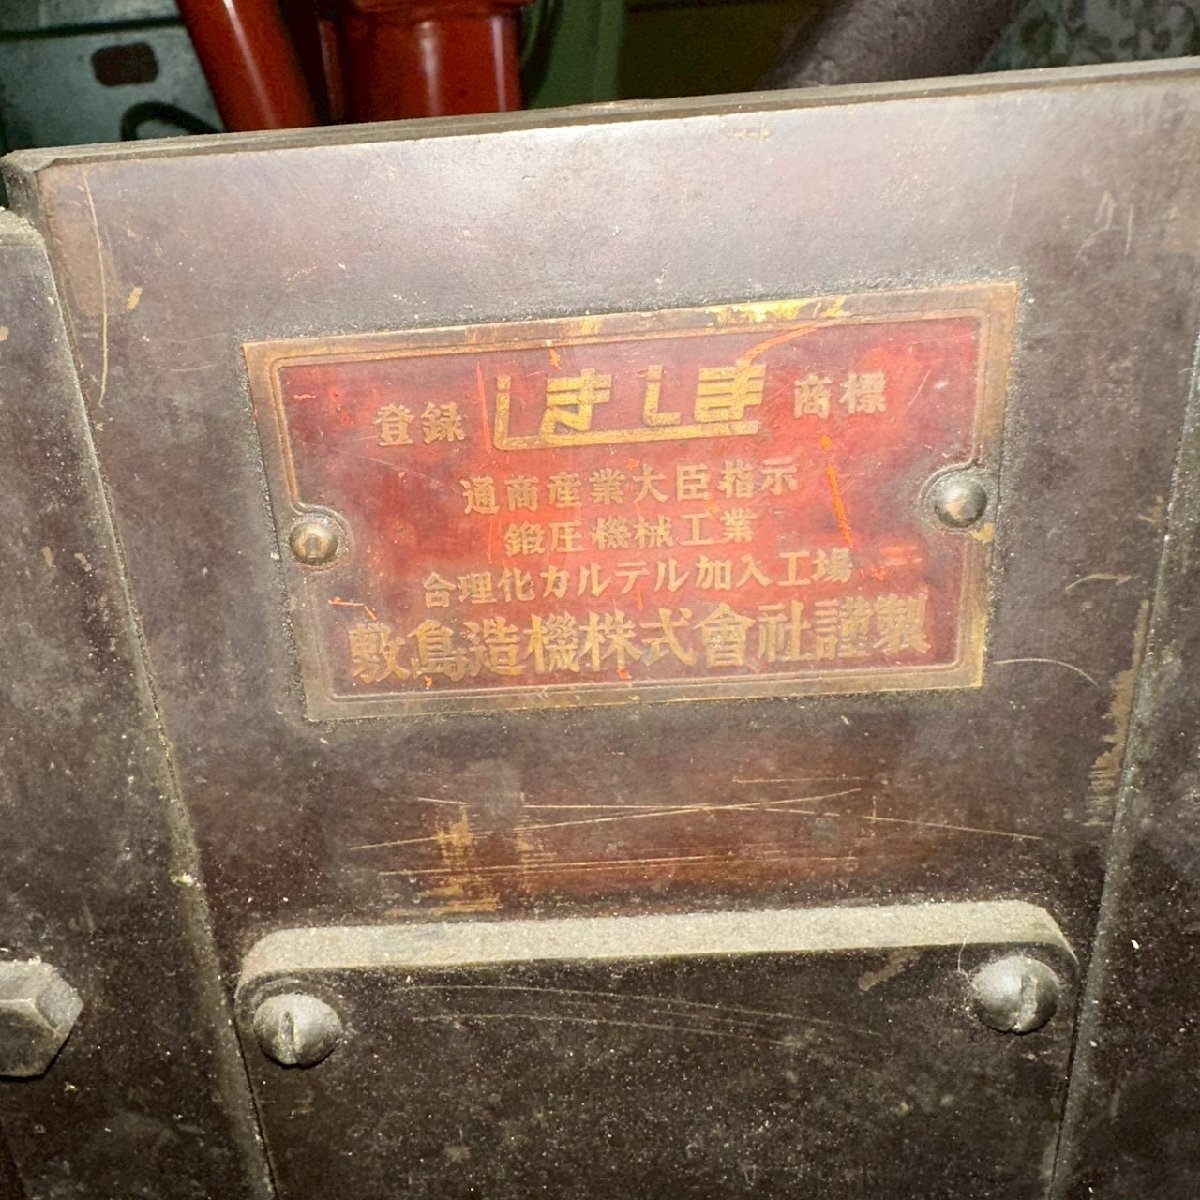 登録 しきしま 商標
通商産業大臣指示
鍛圧機械工業
合理化カルテル加入工場
敷島造機株式會社謹製